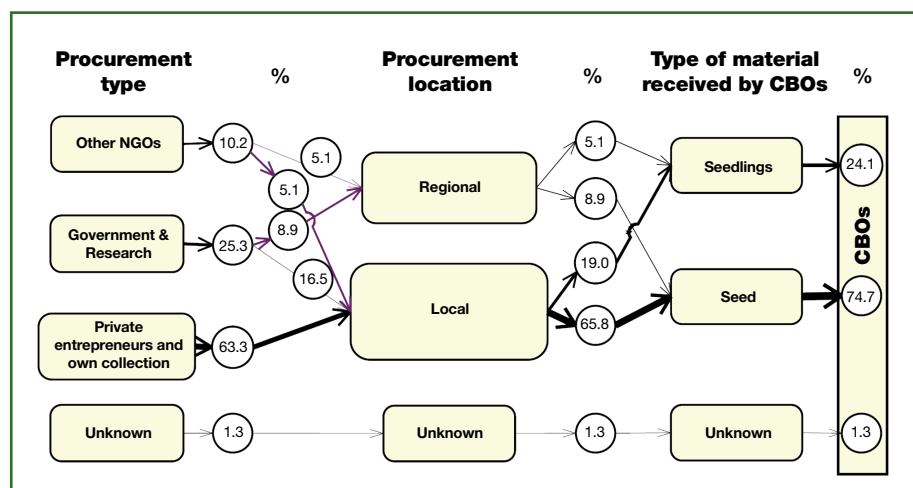 Procurement
type
%
Procurement
location
%
Type of material
received by CBOs
%
Other NGOs
10.2
5.1
5.1
Regional
5.1
8.9
Seedlings
24.1
Government &
Research
25.3
8.9
16.5
Local
19.0
65.8
Seed
74.7
CBOs
Private
entrepreneurs and
own collection
63.3
Unknown
1.3
Unknown
1.3
Unknown
1.3